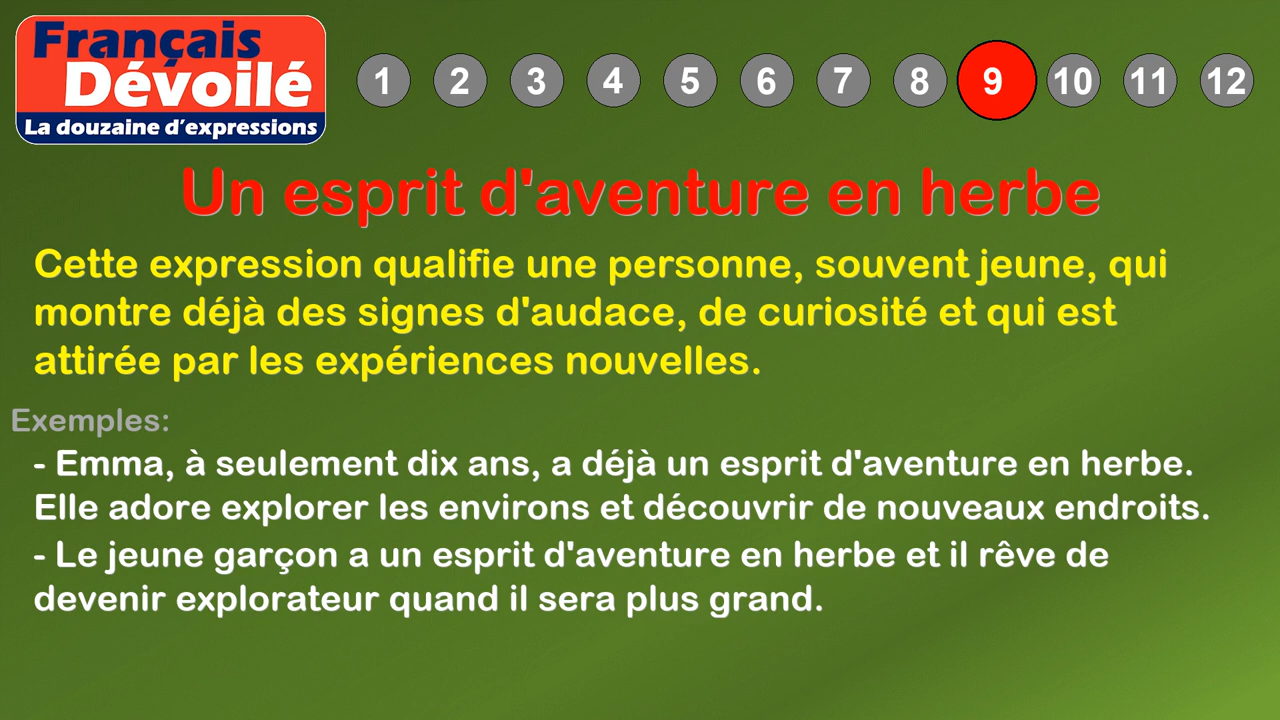 Français
Dévoilé
La douzaine d'expressions
1 2 3 4 5 6 7 8 9 10 11 12
Un esprit d'aventure en herbe
Cette expression qualifie une personne, souvent jeune, qui
montre déjà des signes d'audace, de curiosité et qui est
attirée par les expériences nouvelles.
Exemples:
- Emma, à seulement dix ans, a déjà un esprit d'aventure en herbe.
Elle adore explorer les environs et découvrir de nouveaux endroits.
- Le jeune garçon a un esprit d'aventure en herbe et il rêve de
devenir explorateur quand il sera plus grand.